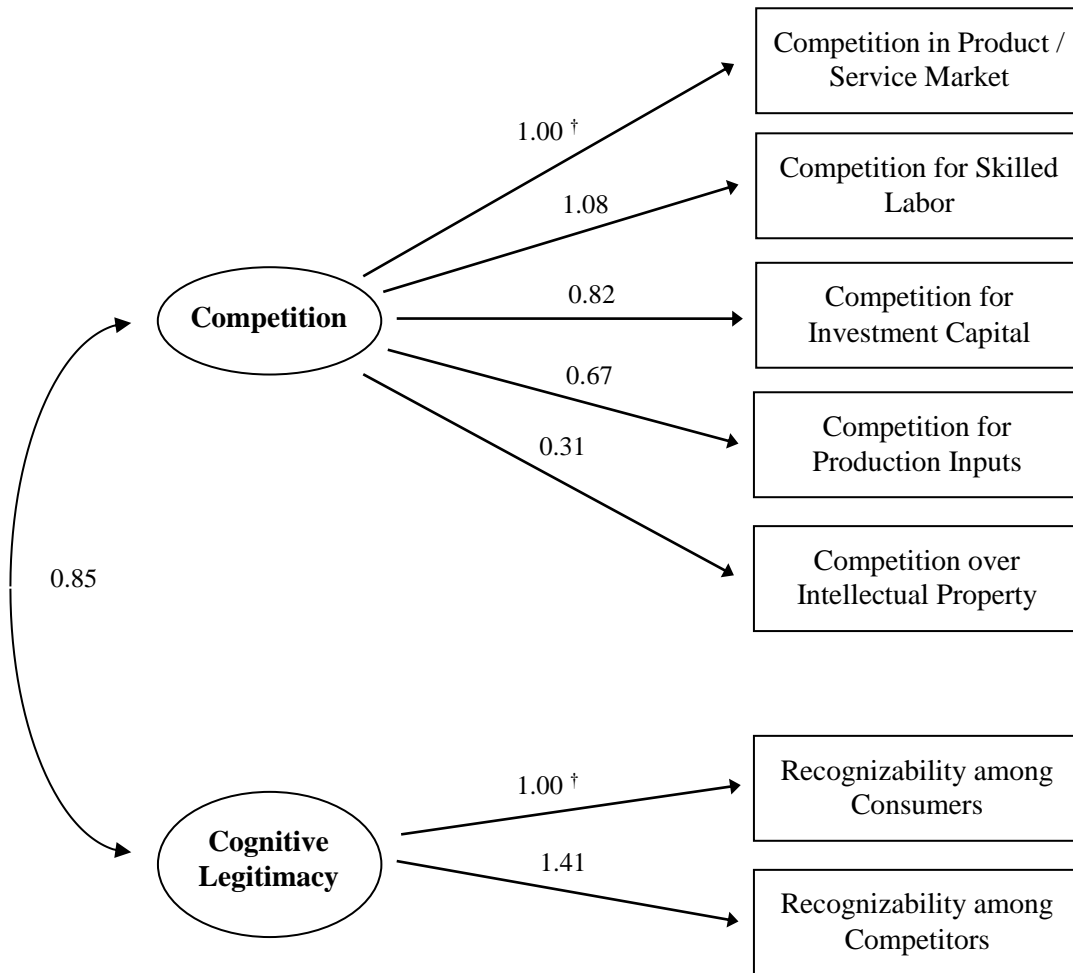 Competition in Product /
Service Market
1.00 †
Competition for Skilled
Labor
1.08
Competition
0.82
Competition for
Investment Capital
0.67
Competition for
Production Inputs
0.31
Competition over
Intellectual Property
0.85
Recognizability among
Consumers
1.00 †
Cognitive
Legitimacy
1.41
Recognizability among
Competitors